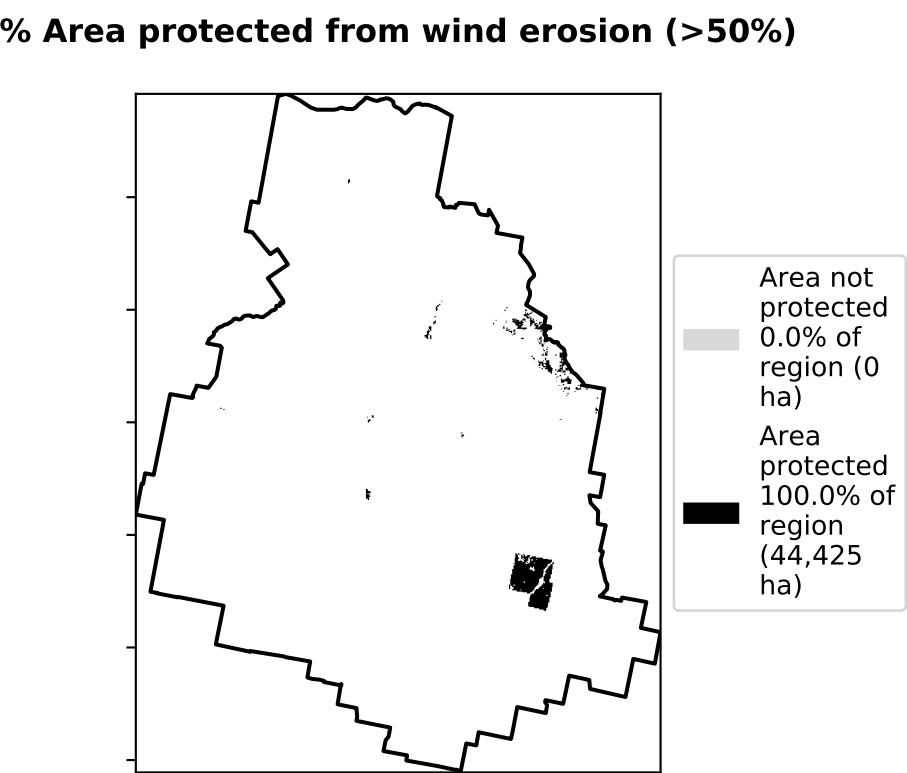 % Area protected from wind erosion (>50%)
Area not
protected
0.0% of
region (0
ha)
Area
protected
100.0% of
region
(44,425
ha)